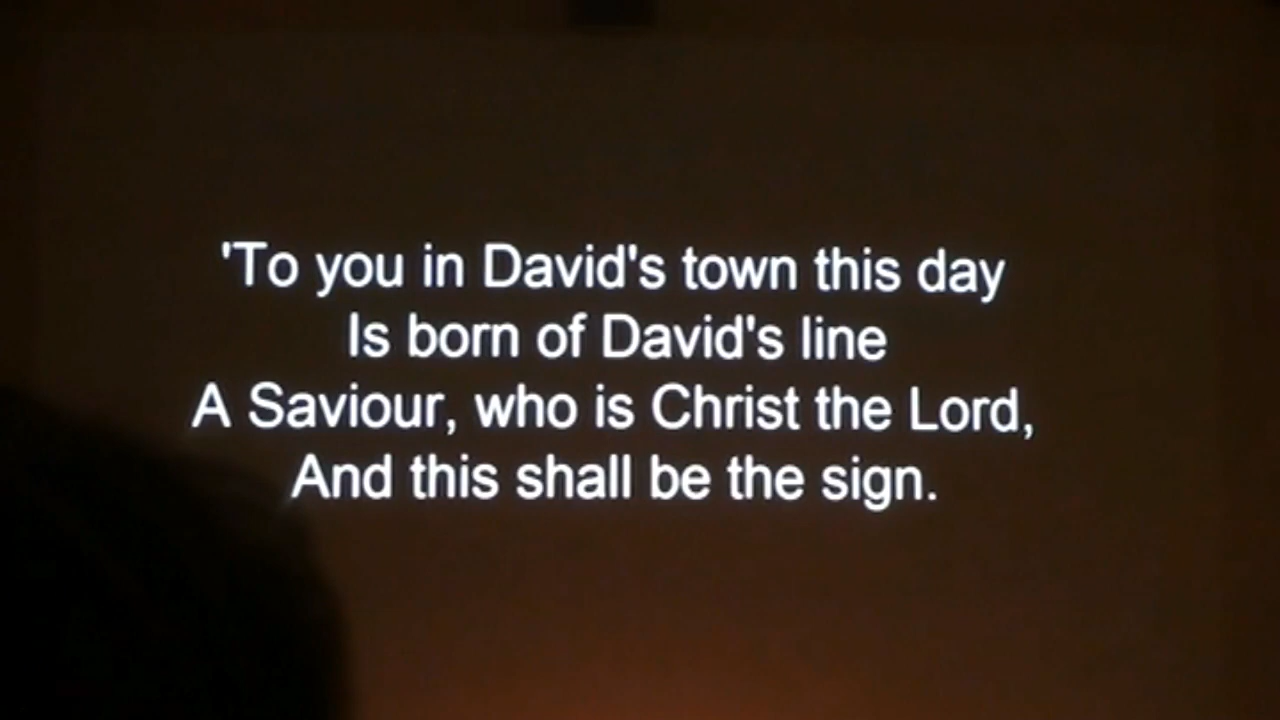 'To you in David's town this day
Is born of David's line
A Saviour, who is Christ the Lord,
And this shall be the sign.